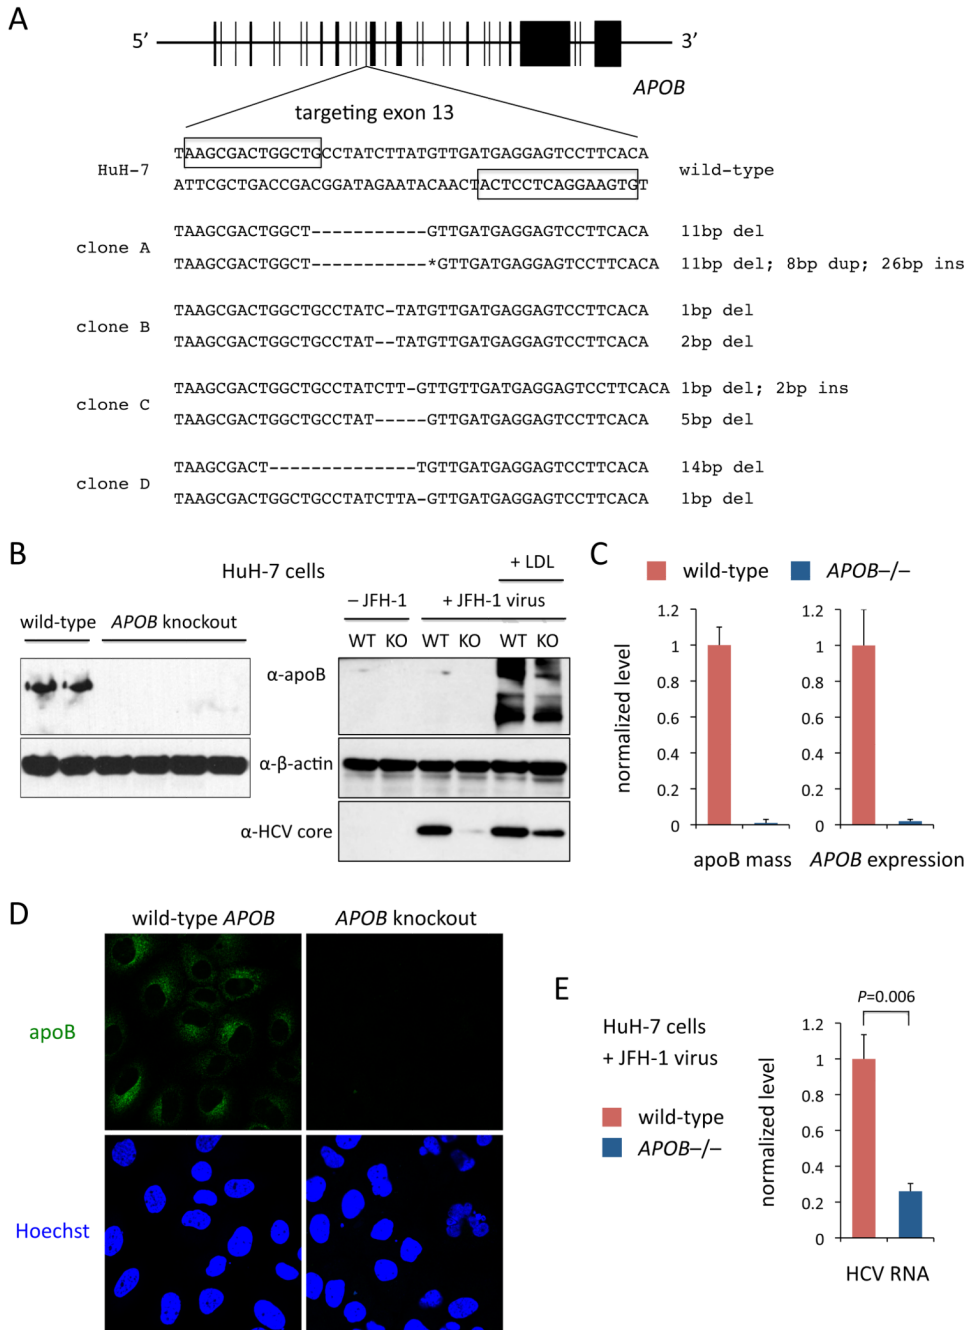 A
5’ 3’
APOB
targeting exon 13
TAAGCGACTGGCTGCCTATCTTATGTTGATGAGGAGTCCTTCACA
HuH-7 wild-type
ATTCGCTGACCGACGGATAGAATACAACTACTCCTCAGGAAGTGT
TAAGCGACTGGCT-----------GTTGATGAGGAGTCCTTCACA 11bp del
clone A
TAAGCGACTGGCT-----------*GTTGATGAGGAGTCCTTCACA 11bp del; 8bp dup; 26bp ins
TAAGCGACTGGCTGCCTATC-TATGTTGATGAGGAGTCCTTCACA 1bp del
clone B
TAAGCGACTGGCTGCCTAT--TATGTTGATGAGGAGTCCTTCACA 2bp del
TAAGCGACTGGCTGCCTATCTT-GTTGTTGATGAGGAGTCCTTCACA 1bp del; 2bp ins
clone C
TAAGCGACTGGCTGCCTAT-----GTTGATGAGGAGTCCTTCACA 5bp del
TAAGCGACT--------------TGTTGATGAGGAGTCCTTCACA 14bp del
clone D
TAAGCGACTGGCTGCCTATCTTA-GTTGATGAGGAGTCCTTCACA 1bp del
B
HuH-7 cells
+ LDL
– JFH-1 + JFH-1 virus
wild-type APOB knockout
WT KO WT KO WT KO
α-apoB
α-β-actin
α-HCV core
C
wild-type APOB–/–
normalized level
1.2
1
0.8
0.6
0.4
0.2
0
apoB mass
1.2
1
0.8
0.6
0.4
0.2
0
APOB expression
D
wild-type APOB APOB knockout
apoB
Hoechst
E
HuH-7 cells
+ JFH-1 virus
wild-type
APOB–/–
P=0.006
normalized level
1.2
1
0.8
0.6
0.4
0.2
0
HCV RNA